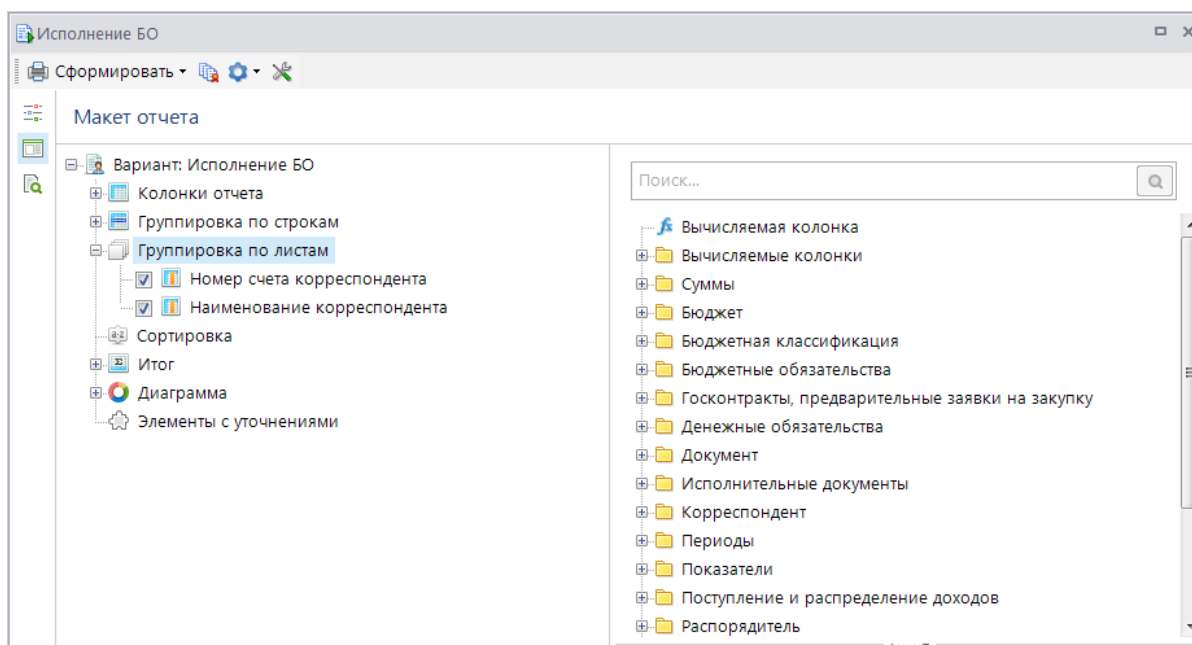 Исполнение БО
Сформировать
Макет отчета
Вариант: Исполнение БО
Колонки отчета
Группировка по строкам
Группировка по листам
Номер счета корреспондента
Наименование корреспондента
Сортировка
Итог
Диаграмма
Элементы с уточнениями
Поиск...
Вычисляемая колонка
Вычисляемые колонки
Суммы
Бюджет
Бюджетная классификация
Бюджетные обязательства
Госконтракты, предварительные заявки на закупку
Денежные обязательства
Документ
Исполнительные документы
Корреспондент
Периоды
Показатели
Поступление и распределение доходов
Распорядитель